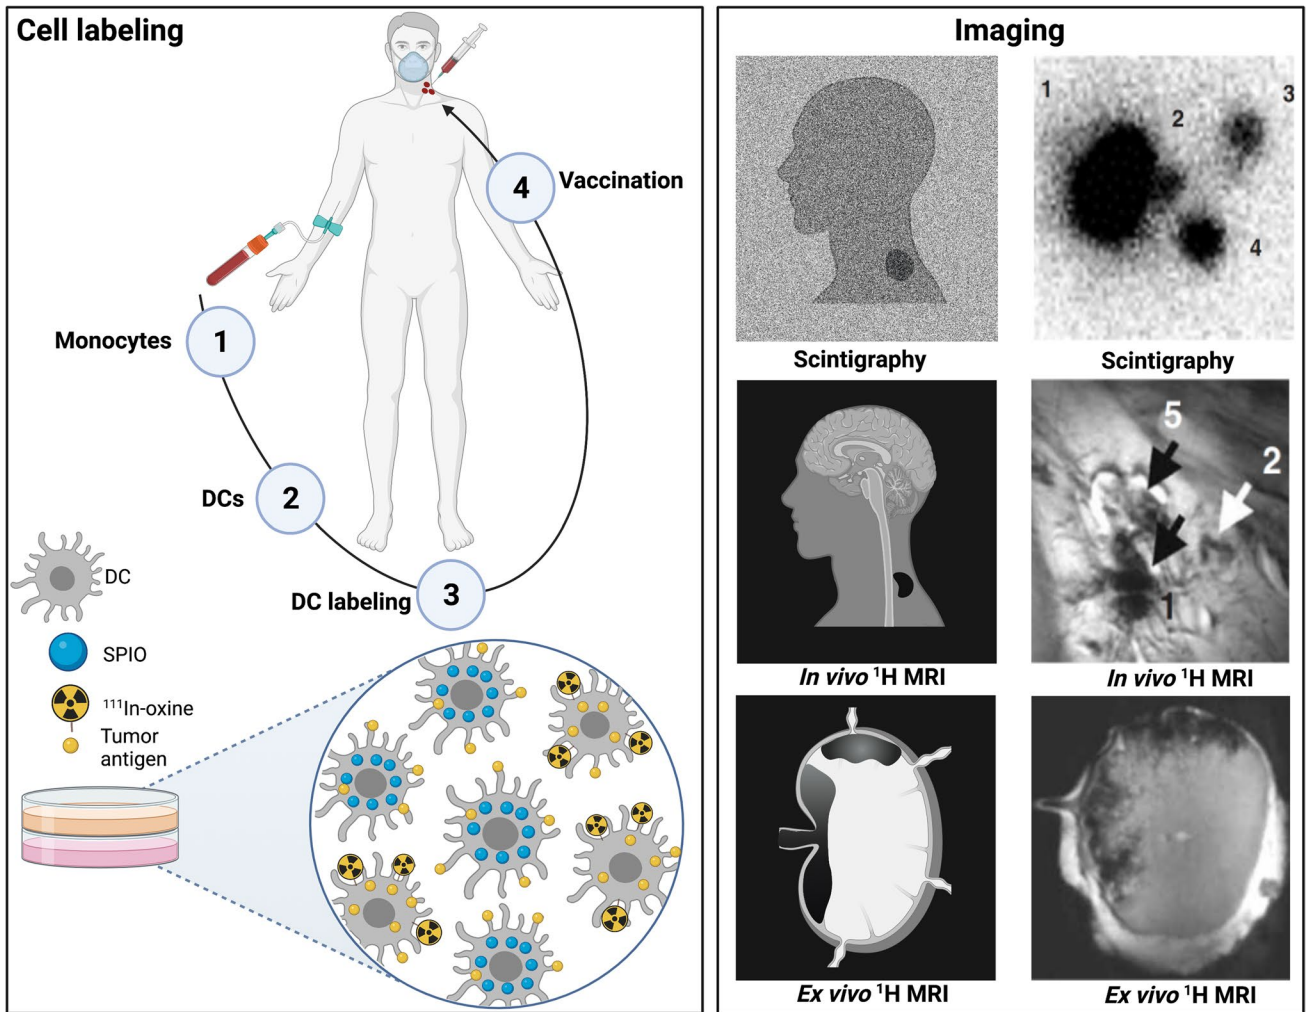 Cell labeling
4
Vaccination
Monocytes
1
DCs
2
DC labeling
3
DC
SPIO
¹¹¹In-oxine
Tumor
antigen
Imaging
1
2
3
4
Scintigraphy
Scintigraphy
5
2
1
In vivo ¹H MRI
In vivo ¹H MRI
Ex vivo ¹H MRI
Ex vivo ¹H MRI